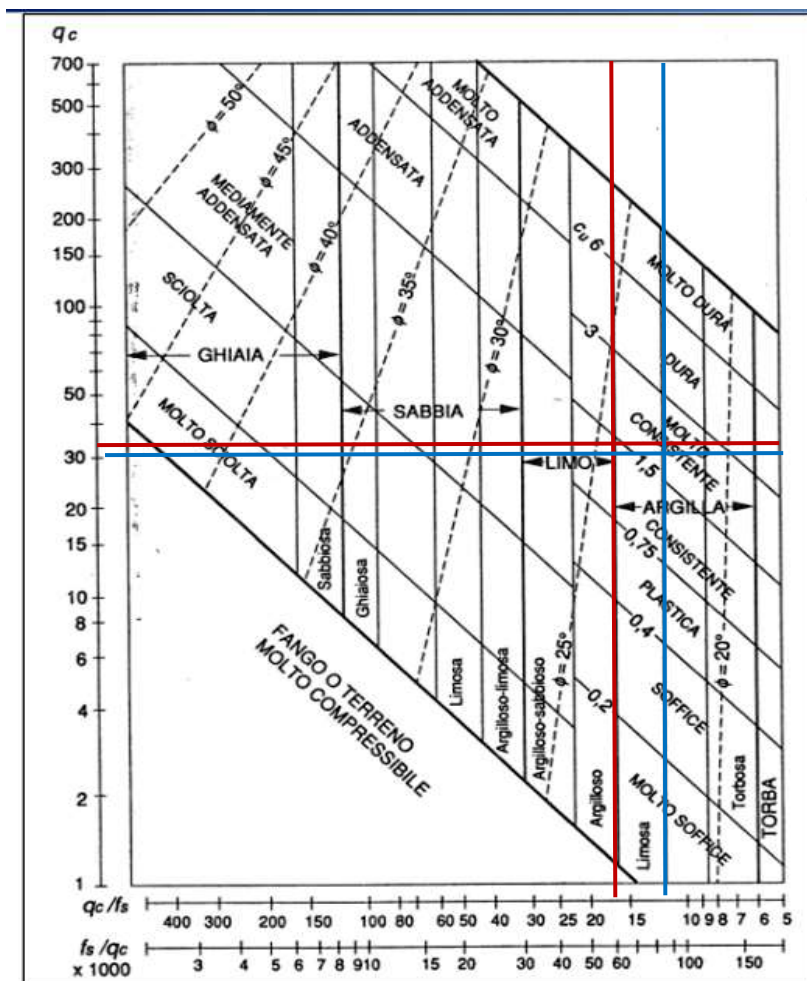 qc
700
500
300
200
150
100
50
30
20
15
10
8
6
4
2
1
ϕ = 50°
ϕ = 45°
ϕ = 40°
ϕ = 35°
ϕ = 30°
ϕ = 25°
ϕ = 20°
MOLTO
ADDENSATA
ADDENSATA
MEDIAMENTE
ADDENSATA
SCIOLTA
MOLTO SCIOLTA
GHIAIA
SABBIA
LIMO
ARGILLA
cu 6
3
1,5
0,75
0,4
0,2
MOLTO DURA
DURA
MOLTO
CONSISTENTE
CONSISTENTE
PLASTICA
SOFFICE
MOLTO SOFFICE
FANGO O TERRENO
MOLTO COMPRESSIBILE
Sabbiosa
Ghiaiosa
Limosa
Argilloso-limosa
Argilloso-sabbioso
Argilloso
Limosa
Torbosa
TORBA
qc /fs
400 300 200 150 100 80 60 50 40 30 25 20 15 10 9 8 7 6 5
fs /qc
x 1000
3 4 5 6 7 8 9 10 15 20 30 40 50 60 100 150